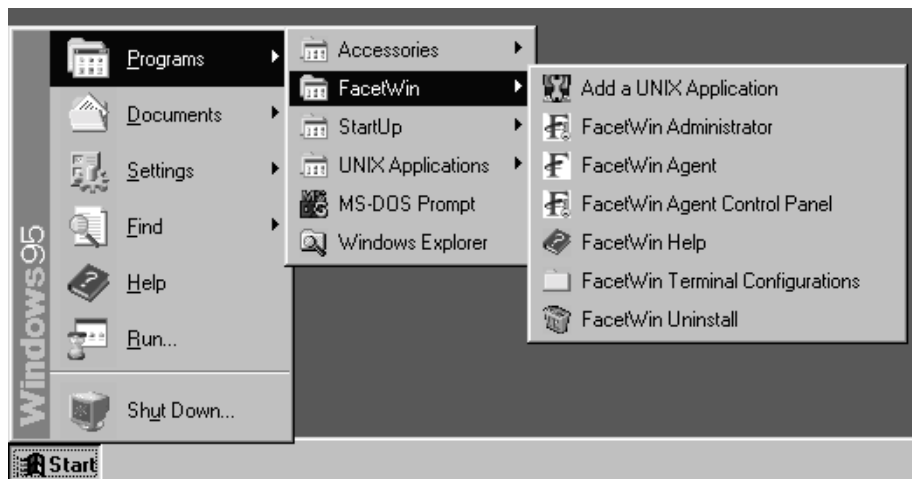 Programs
Documents
Settings
Find
Help
Run...
Shut Down...
Windows95
Start
Accessories
FacetWin
StartUp
UNIX Applications
MS-DOS Prompt
Windows Explorer
Add a UNIX Application
FacetWin Administrator
FacetWin Agent
FacetWin Agent Control Panel
FacetWin Help
FacetWin Terminal Configurations
FacetWin Uninstall